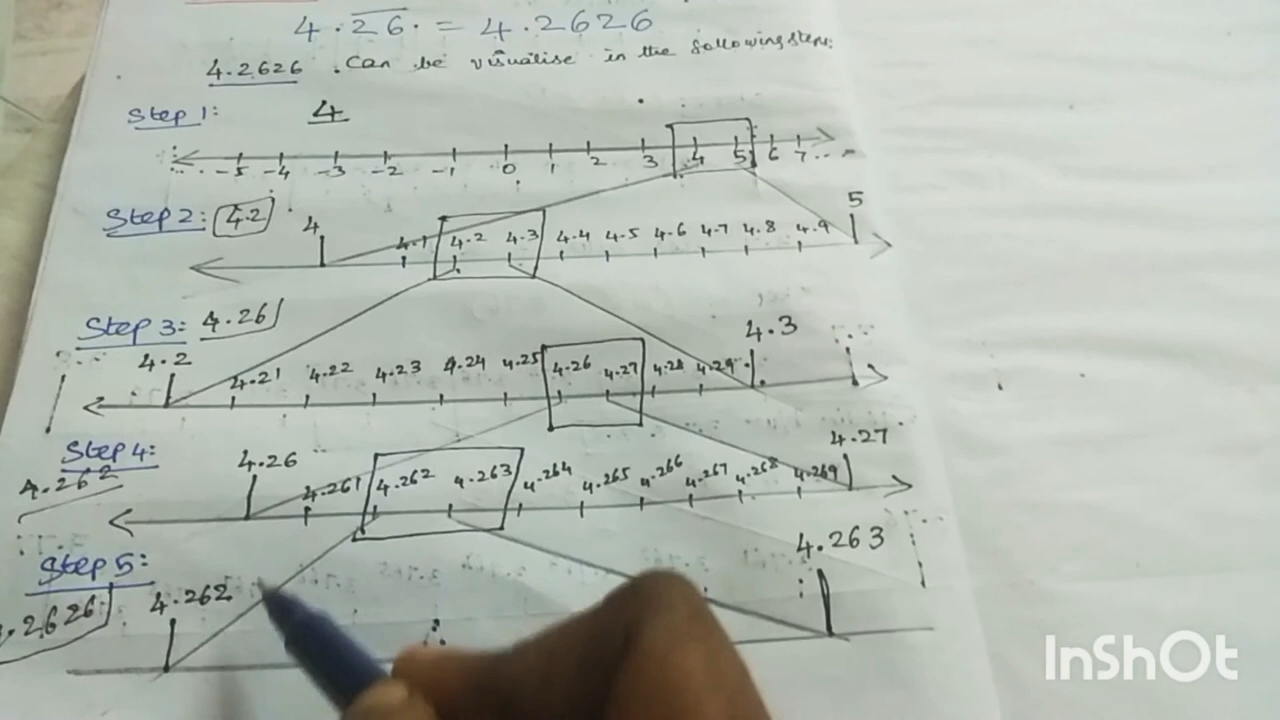 4.26. = 4.2626
4.2626 . Can be visualise in the following steps:
Step 1: 4
-5 -4 -3 -2 -1 0 1 2 3 4 5 6 7
Step 2: 4.2
4 4.1 4.2 4.3 4.4 4.5 4.6 4.7 4.8 4.9 5
Step 3: 4.26
4.2 4.21 4.22 4.23 4.24 4.25 4.26 4.27 4.28 4.29 4.3
Step 4:
4.262
4.26 4.261 4.262 4.263 4.264 4.265 4.266 4.267 4.268 4.269 4.27
Step 5:
4.2626
4.262 4.263
InShOt